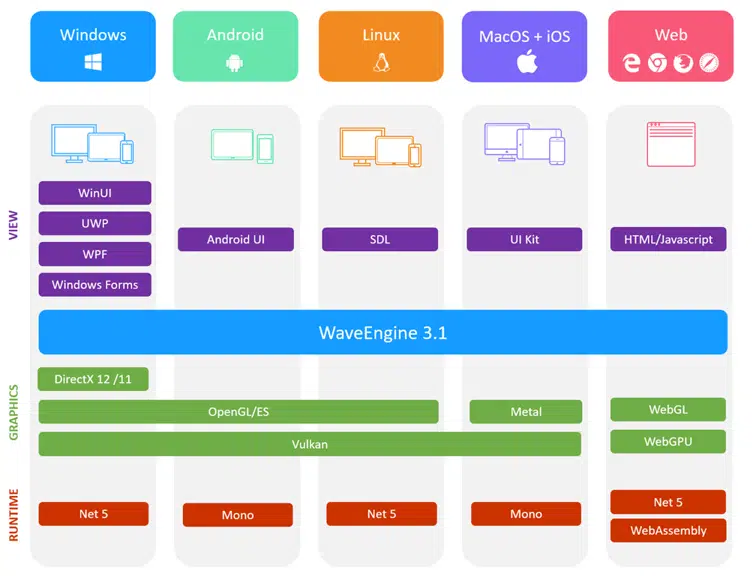 Windows
Android
Linux
MacOS + iOS
Web
VIEW
WinUI
UWP
WPF
Windows Forms
Android UI
SDL
UI Kit
HTML/Javascript
WaveEngine 3.1
GRAPHICS
DirectX 12 /11
OpenGL/ES
Metal
WebGL
Vulkan
WebGPU
RUNTIME
Net 5
Mono
Net 5
Mono
Net 5
WebAssembly